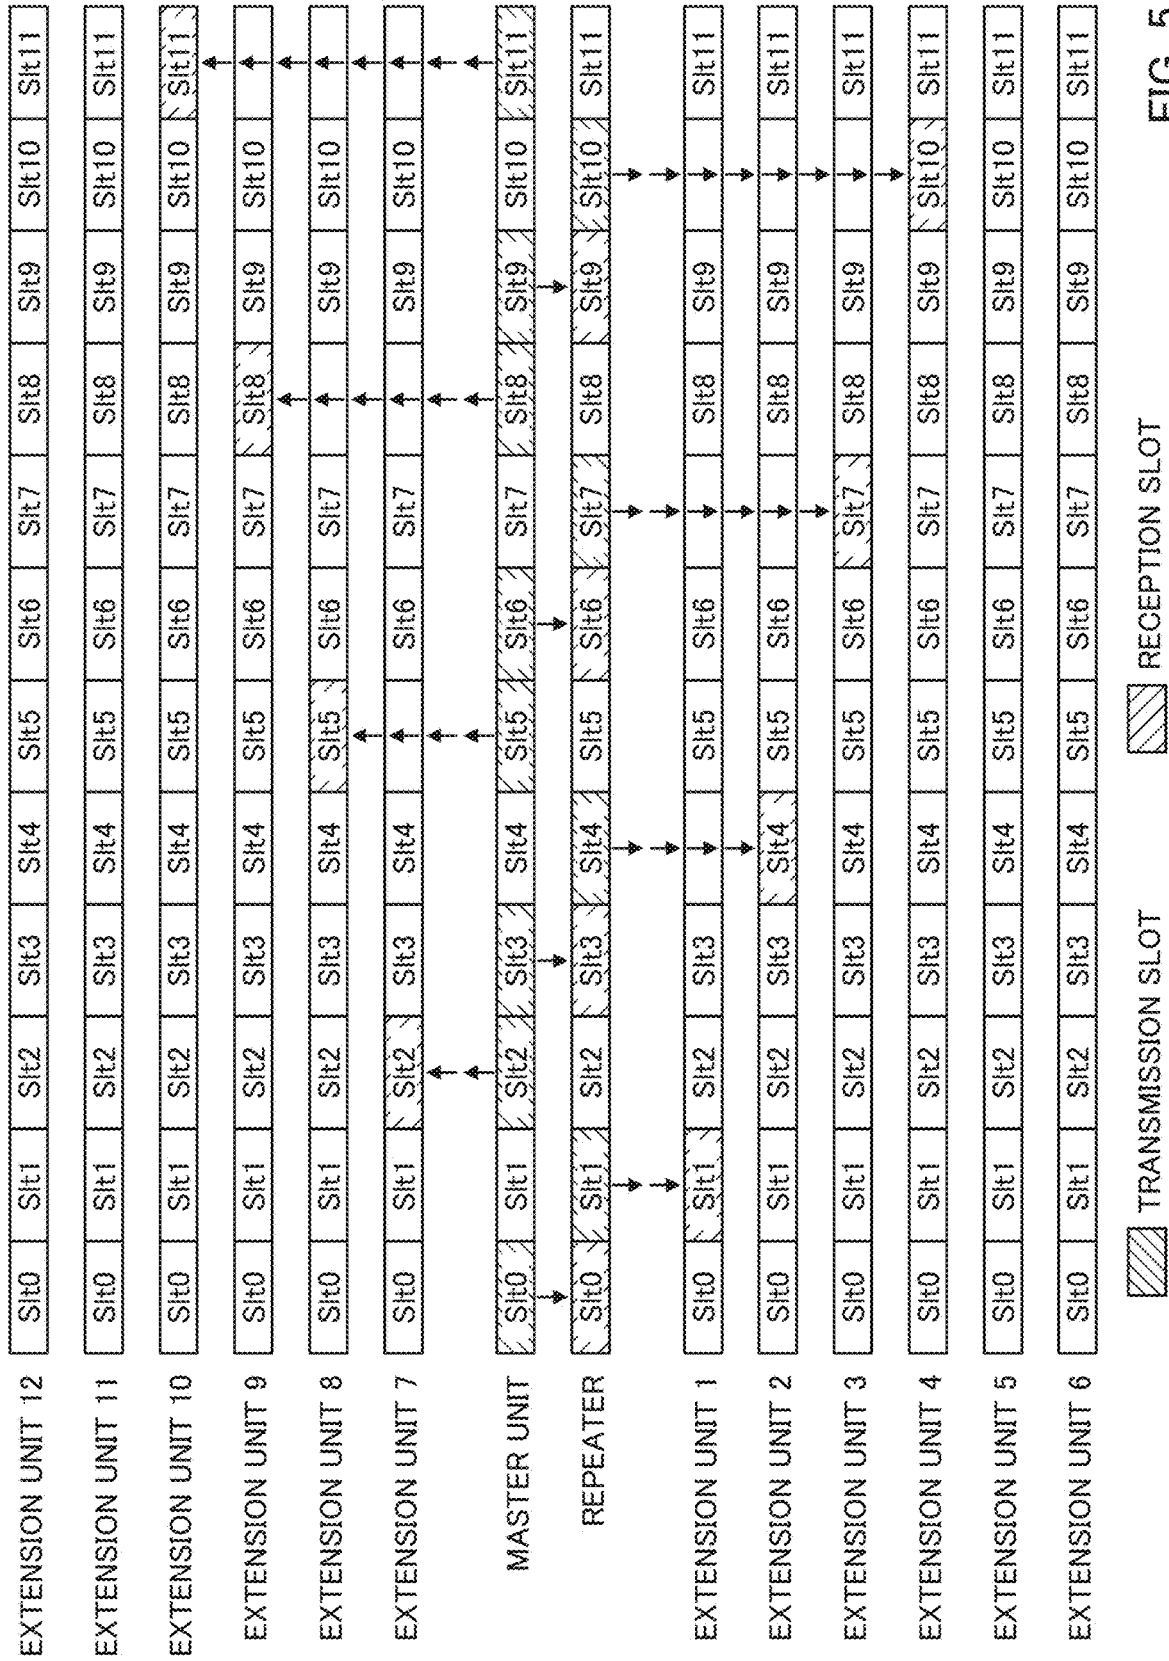 EXTENSION UNIT 12 Slt0 Slt1 Slt2 Slt3 Slt4 Slt5 Slt6 Slt7 Slt8 Slt9 Slt10 Slt11
EXTENSION UNIT 11 Slt0 Slt1 Slt2 Slt3 Slt4 Slt5 Slt6 Slt7 Slt8 Slt9 Slt10 Slt11
EXTENSION UNIT 10 Slt0 Slt1 Slt2 Slt3 Slt4 Slt5 Slt6 Slt7 Slt8 Slt9 Slt10 Slt11
EXTENSION UNIT 9 Slt0 Slt1 Slt2 Slt3 Slt4 Slt5 Slt6 Slt7 Slt8 Slt9 Slt10
EXTENSION UNIT 8 Slt0 Slt1 Slt2 Slt3 Slt4 Slt5 Slt6 Slt7 Slt8 Slt9 Slt10
EXTENSION UNIT 7 Slt0 Slt1 Slt2 Slt3 Slt4 Slt5 Slt6 Slt7 Slt9 Slt10
MASTER UNIT Slt0 Slt1 Slt2 Slt3 Slt4 Slt5 Slt6 Slt7 Slt8 Slt9 Slt10 Slt11
REPEATER Slt0 Slt1 Slt2 Slt3 Slt4 Slt5 Slt6 Slt7 Slt8 Slt9 Slt10 Slt11
EXTENSION UNIT 1 Slt0 Slt1 Slt2 Slt3 Slt5 Slt6 Slt8 Slt9 Slt11
EXTENSION UNIT 2 Slt0 Slt1 Slt2 Slt3 Slt4 Slt5 Slt6 Slt8 Slt9 Slt11
EXTENSION UNIT 3 Slt0 Slt1 Slt2 Slt3 Slt4 Slt5 Slt6 Slt7 Slt8 Slt9 Slt11
EXTENSION UNIT 4 Slt0 Slt1 Slt2 Slt3 Slt4 Slt5 Slt6 Slt7 Slt8 Slt9 Slt10 Slt11
EXTENSION UNIT 5 Slt0 Slt1 Slt2 Slt3 Slt4 Slt5 Slt6 Slt7 Slt8 Slt9 Slt10 Slt11
EXTENSION UNIT 6 Slt0 Slt1 Slt2 Slt3 Slt4 Slt5 Slt6 Slt7 Slt8 Slt9 Slt10 Slt11
TRANSMISSION SLOT
RECEPTION SLOT
FIG. 5